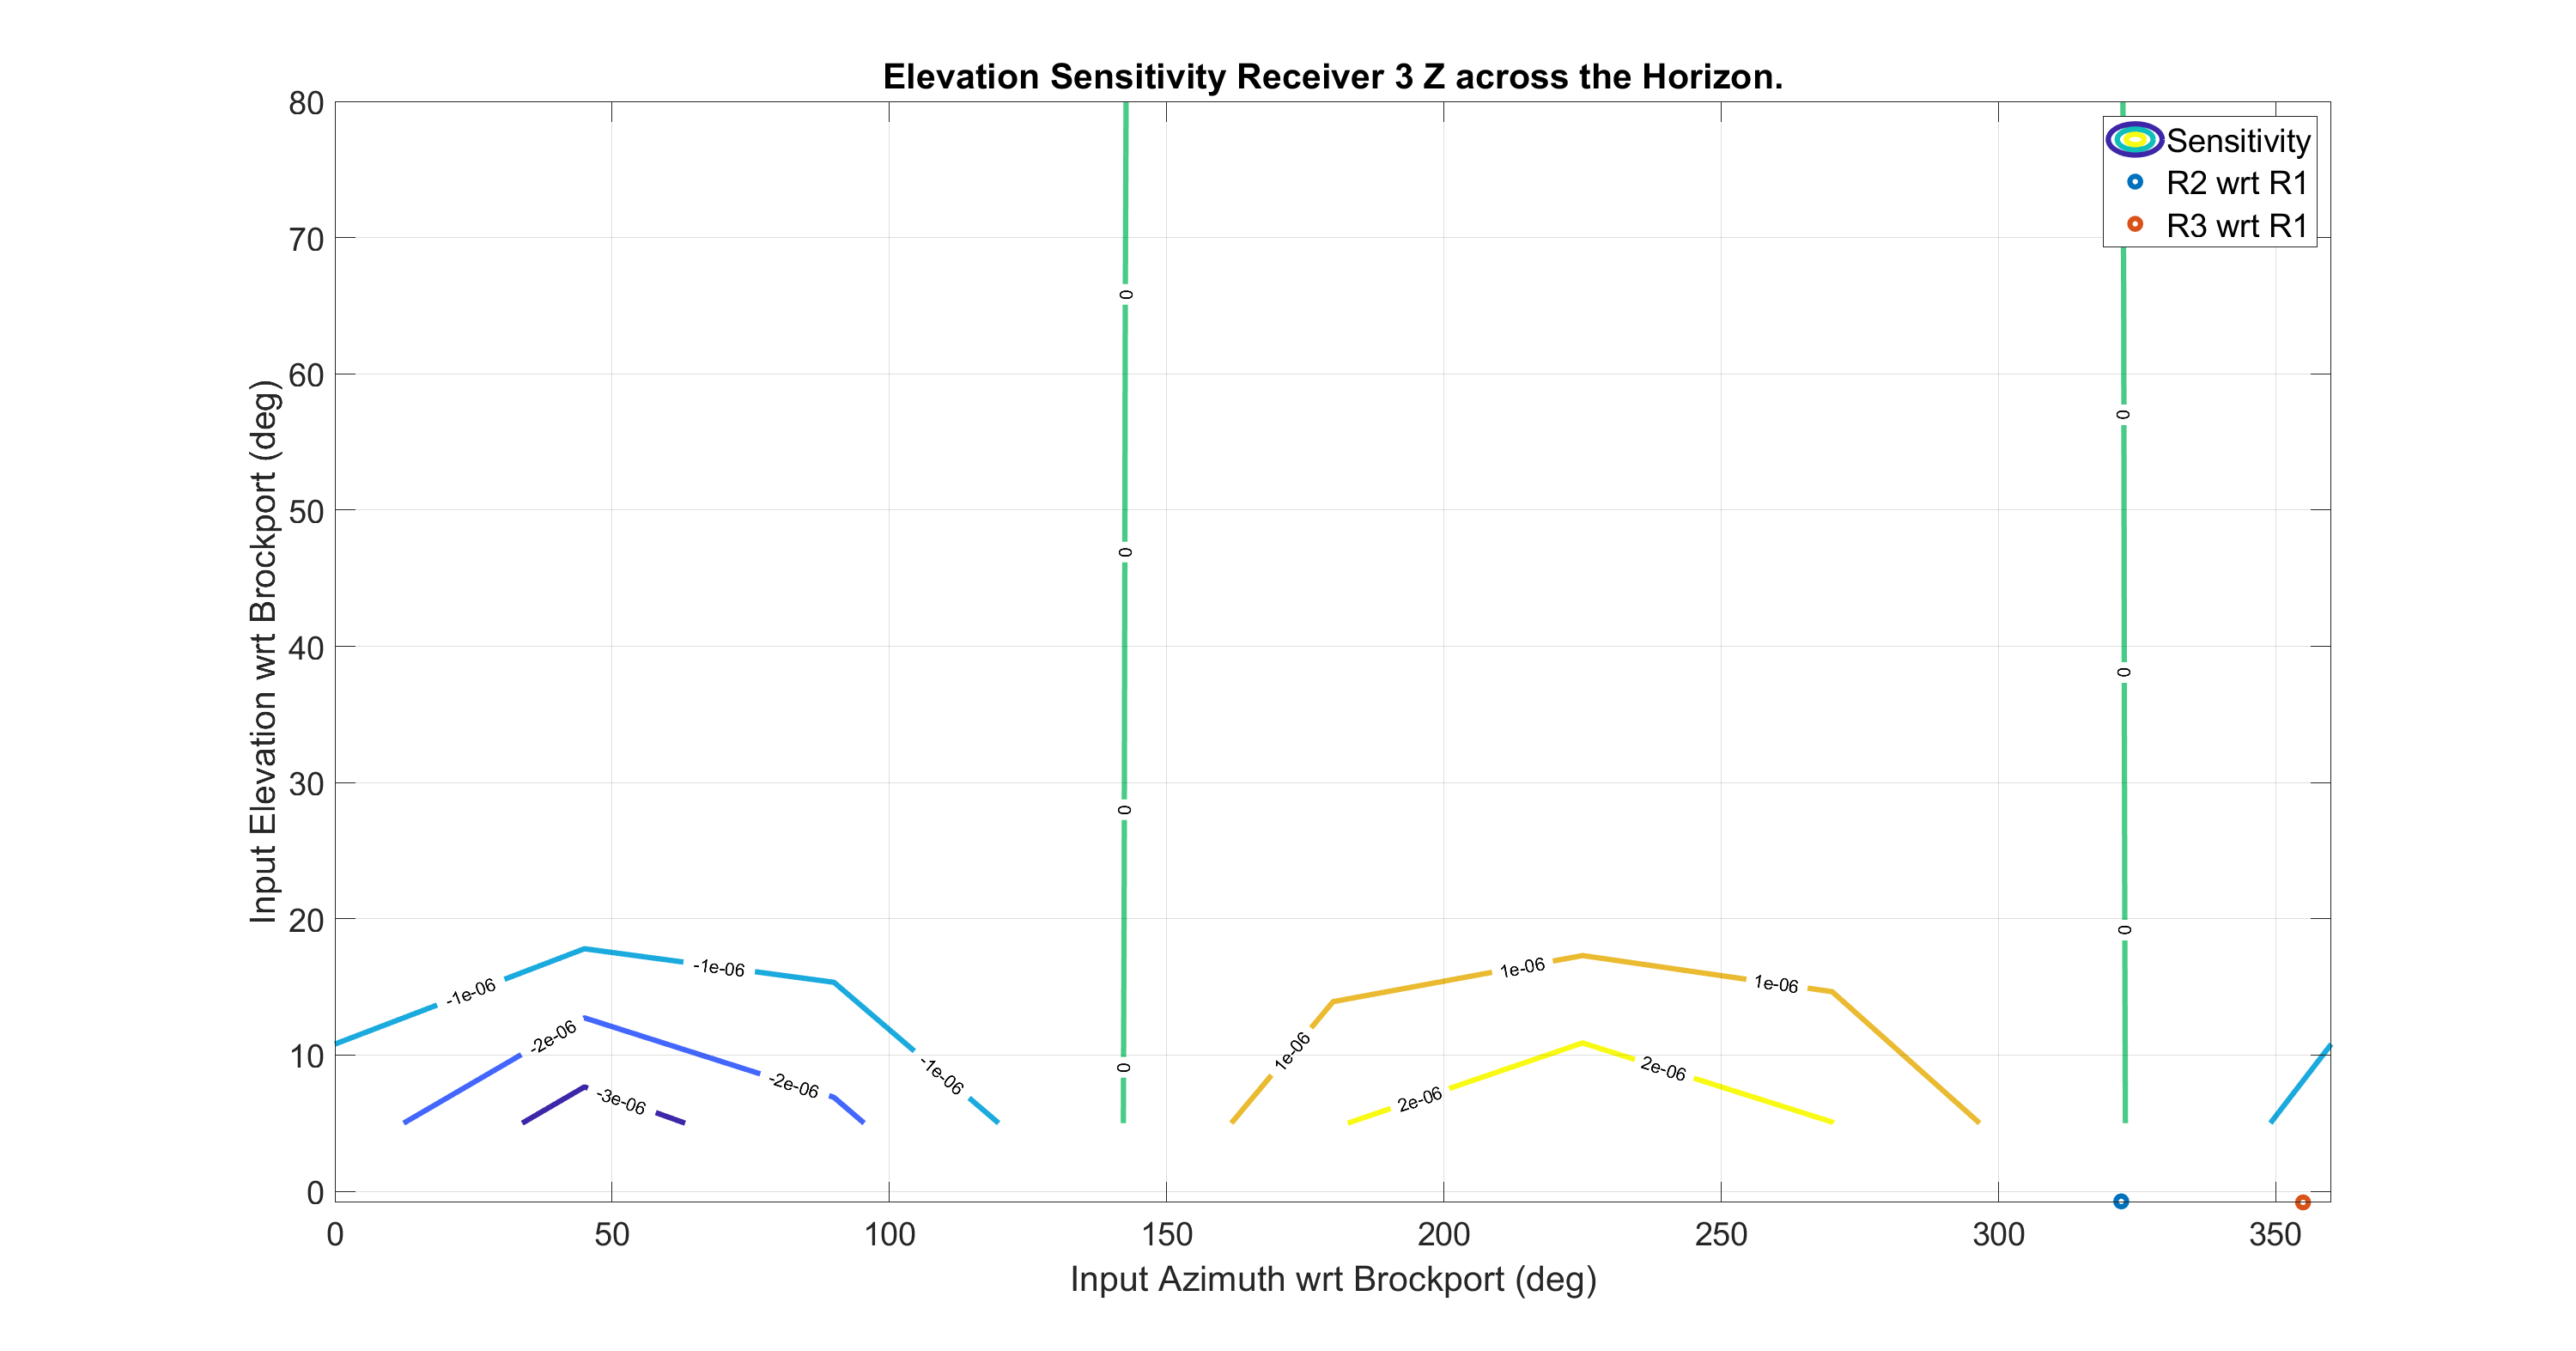 Elevation Sensitivity Receiver 3 Z across the Horizon.
Sensitivity
R2 wrt R1
R3 wrt R1
80
70
60
50
40
30
20
10
0
Input Elevation wrt Brockport (deg)
0
0
0
0
0
0
0
0
-1e-06
-1e-06
-1e-06
-2e-06
-2e-06
-3e-06
1e-06
1e-06
1e-06
2e-06
2e-06
0 50 100 150 200 250 300 350
Input Azimuth wrt Brockport (deg)